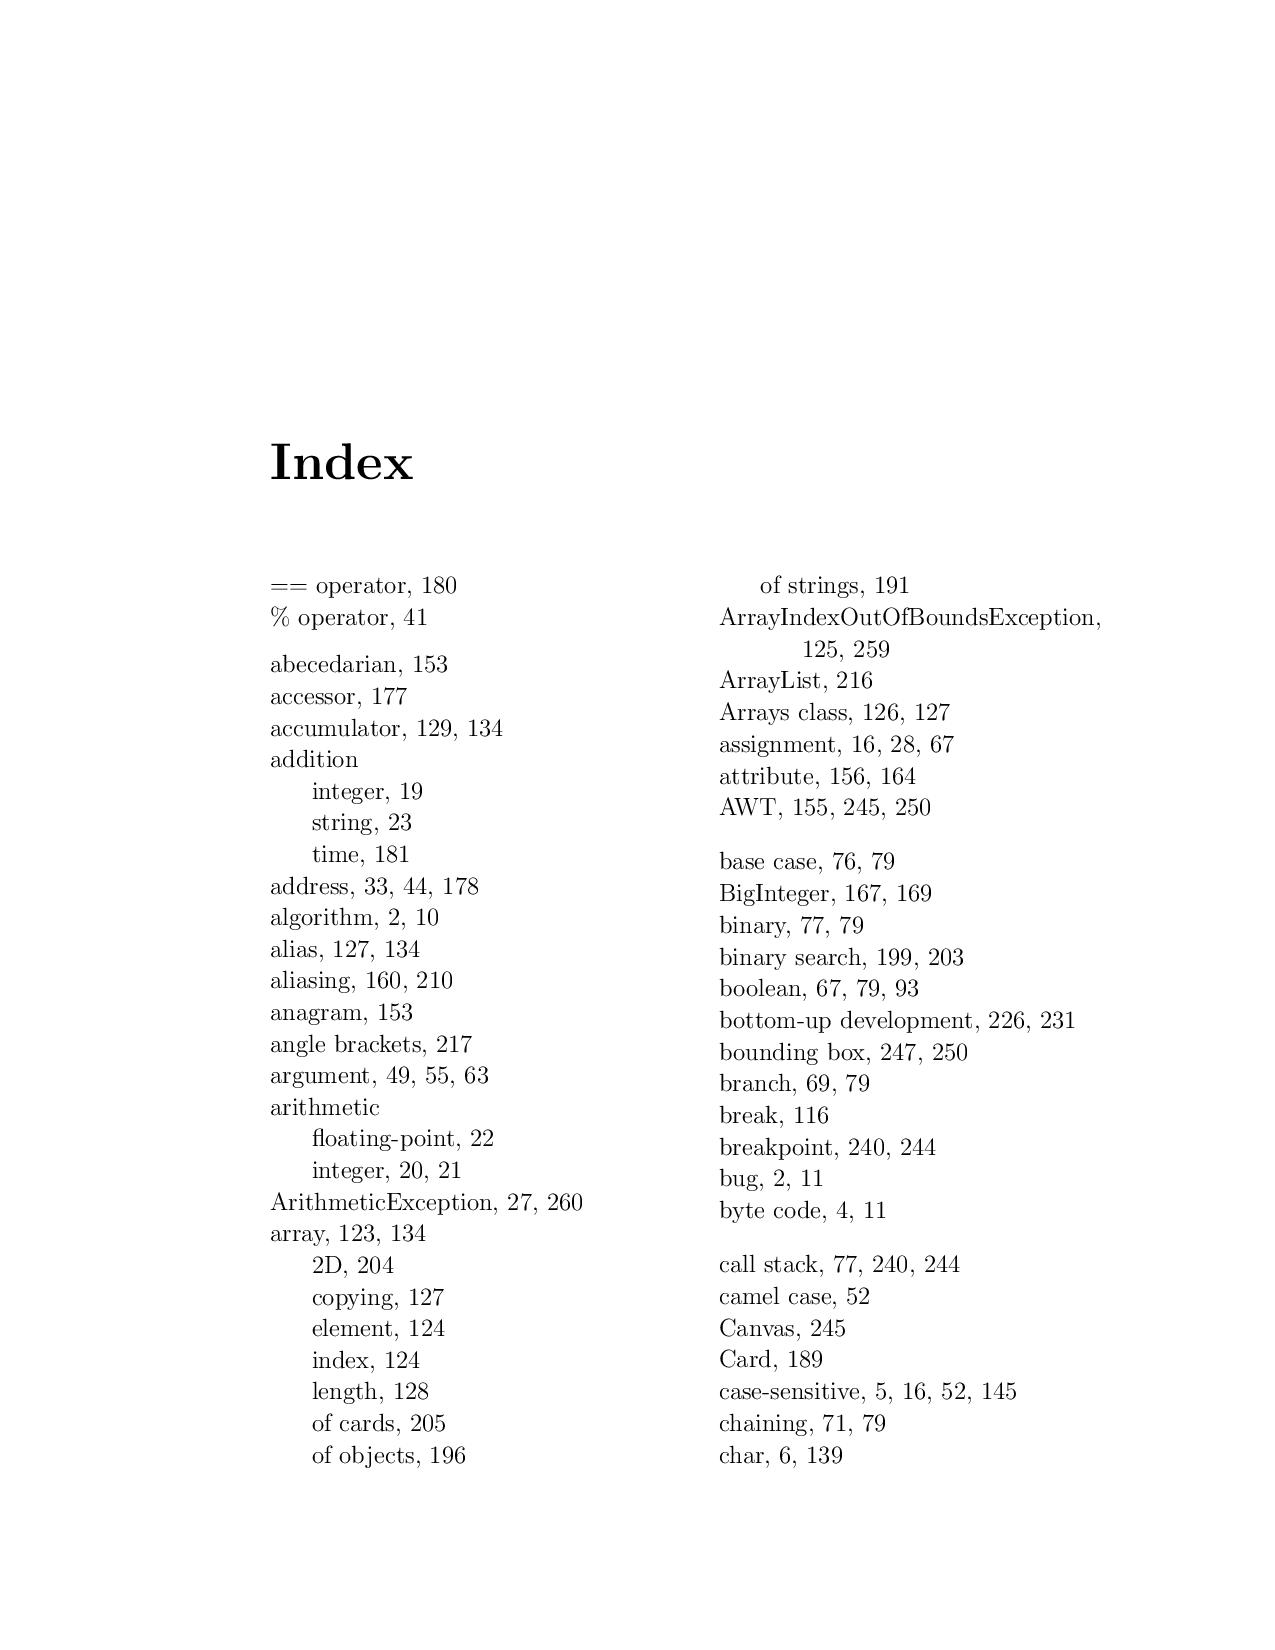 Index
== operator, 180
% operator, 41
abecedarian, 153
accessor, 177
accumulator, 129, 134
addition
integer, 19
string, 23
time, 181
address, 33, 44, 178
algorithm, 2, 10
alias, 127, 134
aliasing, 160, 210
anagram, 153
angle brackets, 217
argument, 49, 55, 63
arithmetic
floating-point, 22
integer, 20, 21
ArithmeticException, 27, 260
array, 123, 134
2D, 204
copying, 127
element, 124
index, 124
length, 128
of cards, 205
of objects, 196
of strings, 191
ArrayIndexOutOfBoundsException,
125, 259
ArrayList, 216
Arrays class, 126, 127
assignment, 16, 28, 67
attribute, 156, 164
AWT, 155, 245, 250
base case, 76, 79
BigInteger, 167, 169
binary, 77, 79
binary search, 199, 203
boolean, 67, 79, 93
bottom-up development, 226, 231
bounding box, 247, 250
branch, 69, 79
break, 116
breakpoint, 240, 244
bug, 2, 11
byte code, 4, 11
call stack, 77, 240, 244
camel case, 52
Canvas, 245
Card, 189
case-sensitive, 5, 16, 52, 145
chaining, 71, 79
char, 6, 139